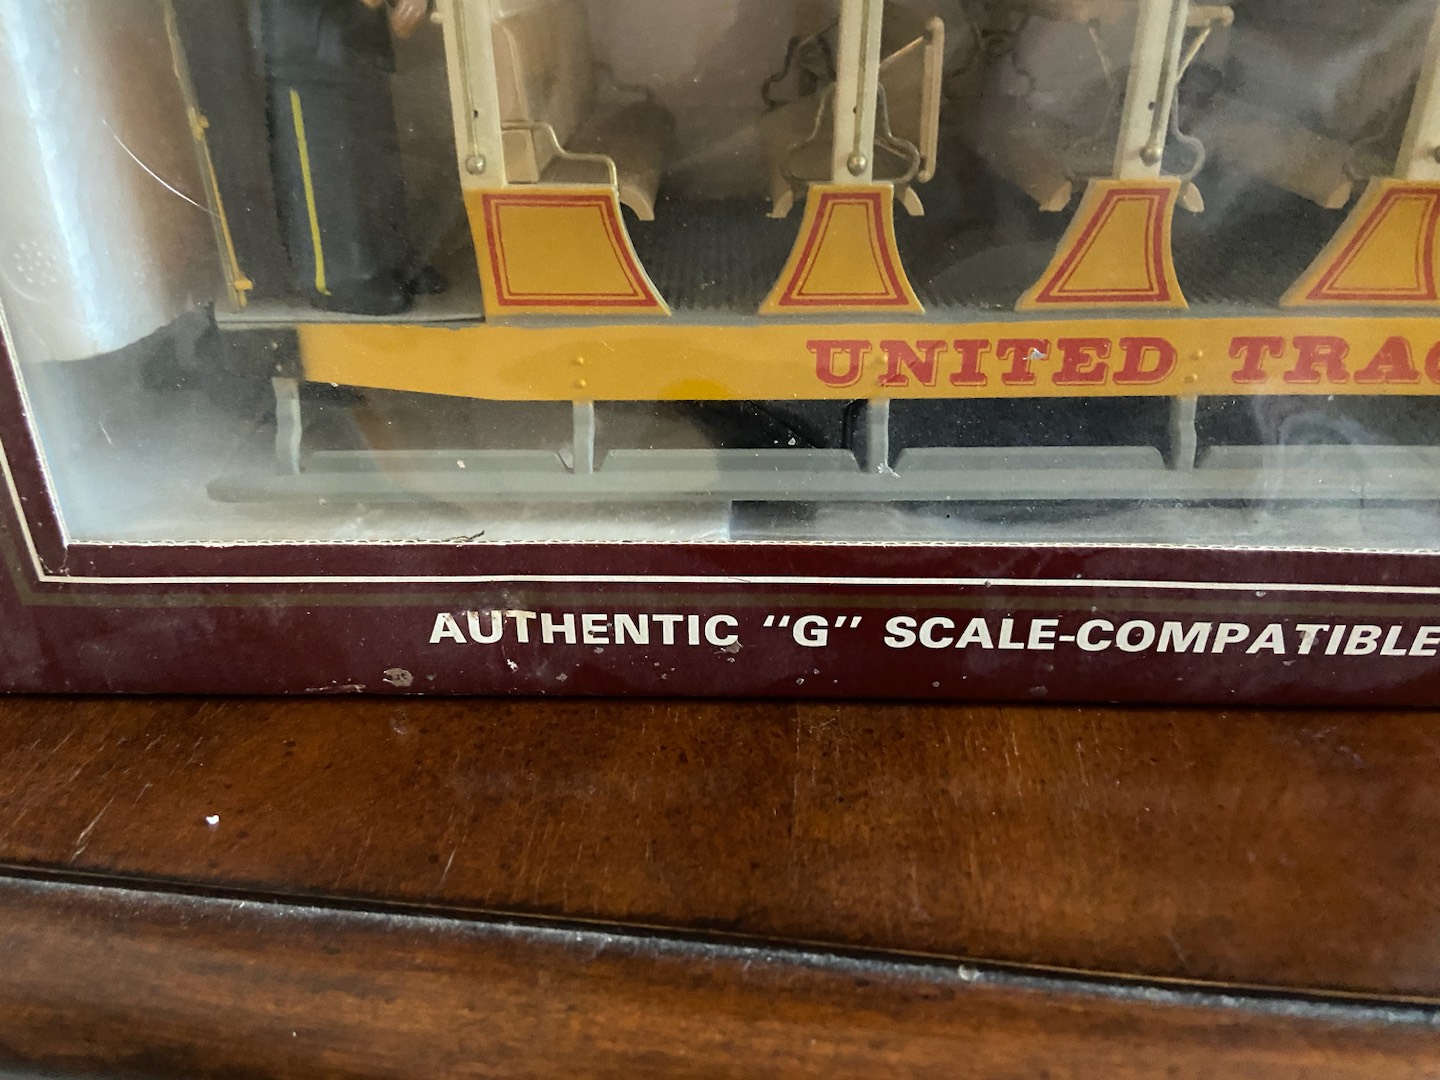 UNITED TRAC
AUTHENTIC "G" SCALE-COMPATIBLE